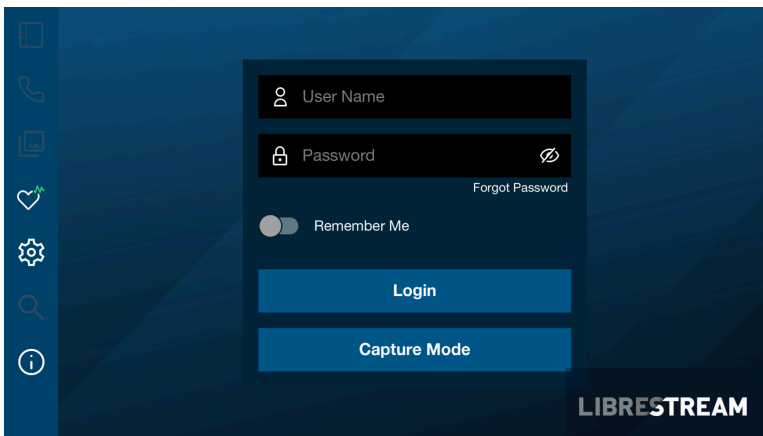 User Name
Password
Forgot Password
Remember Me
Login
Capture Mode
LIBRESTREAM